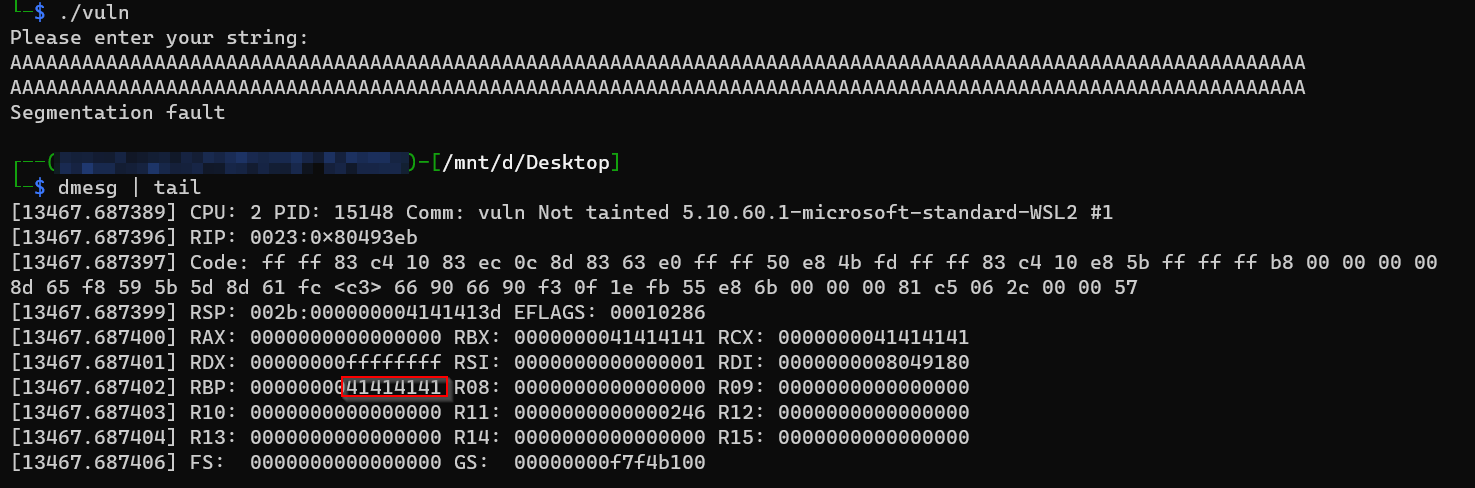 └─$ ./vuln
Please enter your string:
AAAAAAAAAAAAAAAAAAAAAAAAAAAAAAAAAAAAAAAAAAAAAAAAAAAAAAAAAAAAAAAAAAAAAAAAAAAAAAAAAAAAAAAAAAAAAAAAAAAAAAAAAAAA
AAAAAAAAAAAAAAAAAAAAAAAAAAAAAAAAAAAAAAAAAAAAAAAAAAAAAAAAAAAAAAAAAAAAAAAAAAAAAAAAAAAAAAAAAAAAAAAAAAAAAAAAAAAA
Segmentation fault
┌──()-[/mnt/d/Desktop]
└─$ dmesg | tail
[13467.687389] CPU: 2 PID: 15148 Comm: vuln Not tainted 5.10.60.1-microsoft-standard-WSL2 #1
[13467.687396] RIP: 0023:0x80493eb
[13467.687397] Code: ff ff 83 c4 10 83 ec 0c 8d 83 63 e0 ff ff 50 e8 4b fd ff ff 83 c4 10 e8 5b ff ff ff b8 00 00 00 00
8d 65 f8 59 5b 5d 8d 61 fc <c3> 66 90 66 90 f3 0f 1e fb 55 e8 6b 00 00 00 81 c5 06 2c 00 00 57
[13467.687399] RSP: 002b:000000004141413d EFLAGS: 00010286
[13467.687400] RAX: 0000000000000000 RBX: 0000000041414141 RCX: 0000000041414141
[13467.687401] RDX: 00000000ffffffff RSI: 0000000000000001 RDI: 0000000008049180
[13467.687402] RBP: 0000000041414141 R08: 0000000000000000 R09: 0000000000000000
[13467.687403] R10: 0000000000000000 R11: 0000000000000246 R12: 0000000000000000
[13467.687404] R13: 0000000000000000 R14: 0000000000000000 R15: 0000000000000000
[13467.687406] FS:  0000000000000000 GS:  00000000f7f4b100